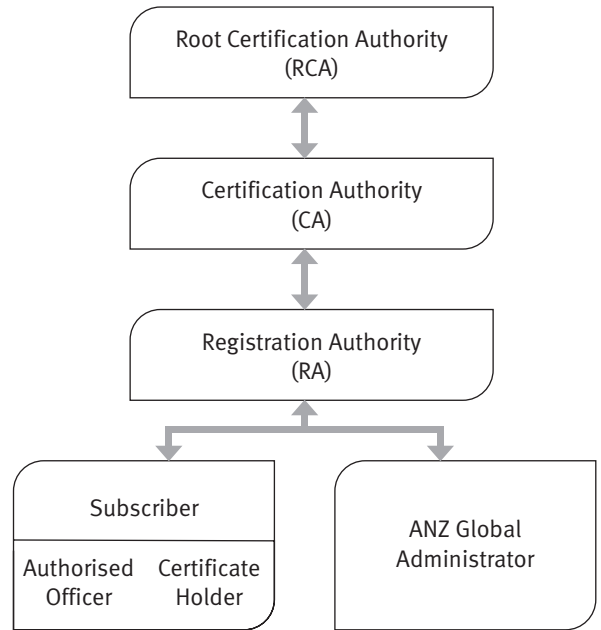 Root Certification Authority
(RCA)
Certification Authority
(CA)
Registration Authority
(RA)
Subscriber
Authorised
Officer
Certificate
Holder
ANZ Global
Administrator